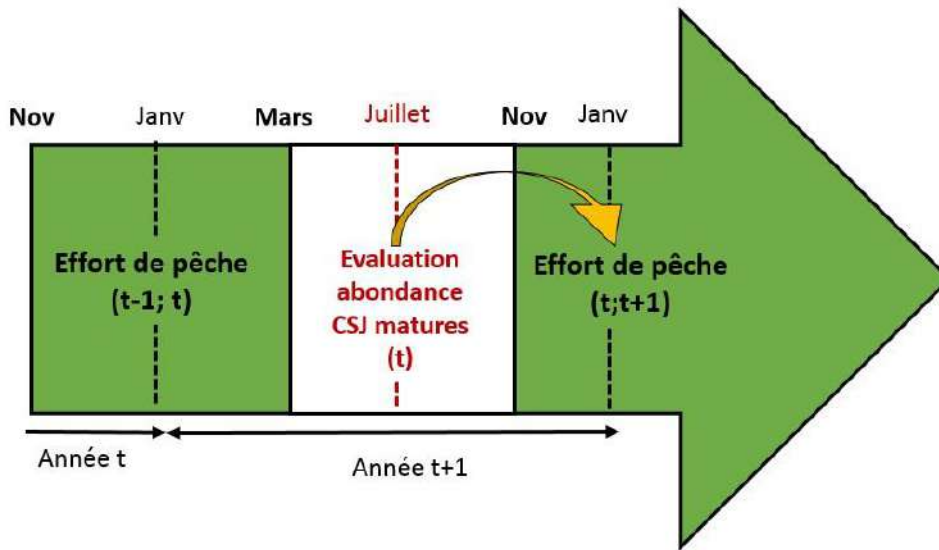 Nov Janv Mars Juillet Nov Janv
Effort de pêche
(t-1; t)
Evaluation
abondance
CSJ matures
(t)
Effort de pêche
(t;t+1)
Année t
Année t+1